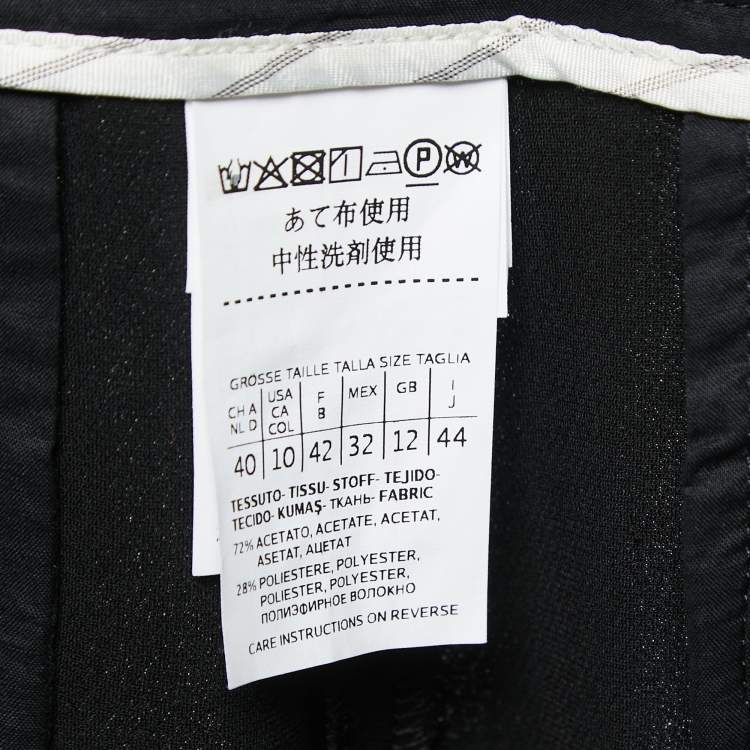 P W
あて布使用
中性洗剤使用
GRÖSSE TAILLE TALLA SIZE TAGLIA
CH A NL D USA CA COL F B MEX GB I J
40 10 42 32 12 44
TESSUTO- TISSU- STOFF- TEJIDO-
TECIDO- KUMAŞ- ТКАНЬ- FABRIC
72% ACETATO, ACETATE, ACETAT,
ASETAT, АЦЕТАТ
28% POLIESTERE, POLYESTER,
POLIESTER, POLYESTER,
ПОЛИЭФИРНОЕ ВОЛОКНО
CARE INSTRUCTIONS ON REVERSE